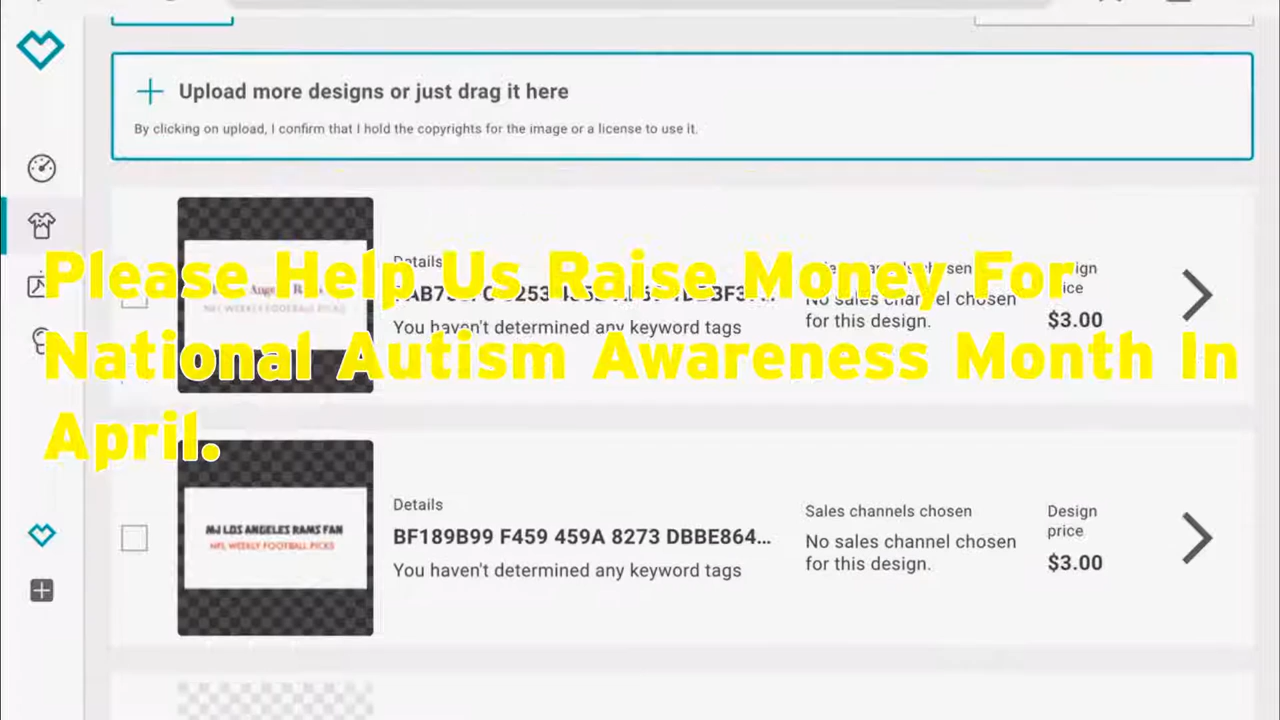 Upload more designs or just drag it here
By clicking on upload, I confirm that I hold the copyrights for the image or a license to use it.
Please Help Us Raise Money For
National Autism Awareness Month In
April.
Details
You haven't determined any keyword tags
No sales channel chosen
for this design.
$3.00
NFL WEEKLY FOOTBALL PICKS
MJ LOS ANGELES RAMS FAN
NFL WEEKLY FOOTBALL PICKS
Details
BF189B99 F459 459A 8273 DBBE864...
You haven't determined any keyword tags
Sales channels chosen
No sales channel chosen
for this design.
Design
price
$3.00